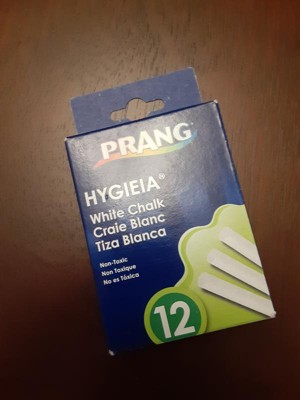 PRANG
HYGIEIA®
White Chalk
Craie Blanc
Tiza Blanca
Non-Toxic
Non Toxique
No es Tóxica
12